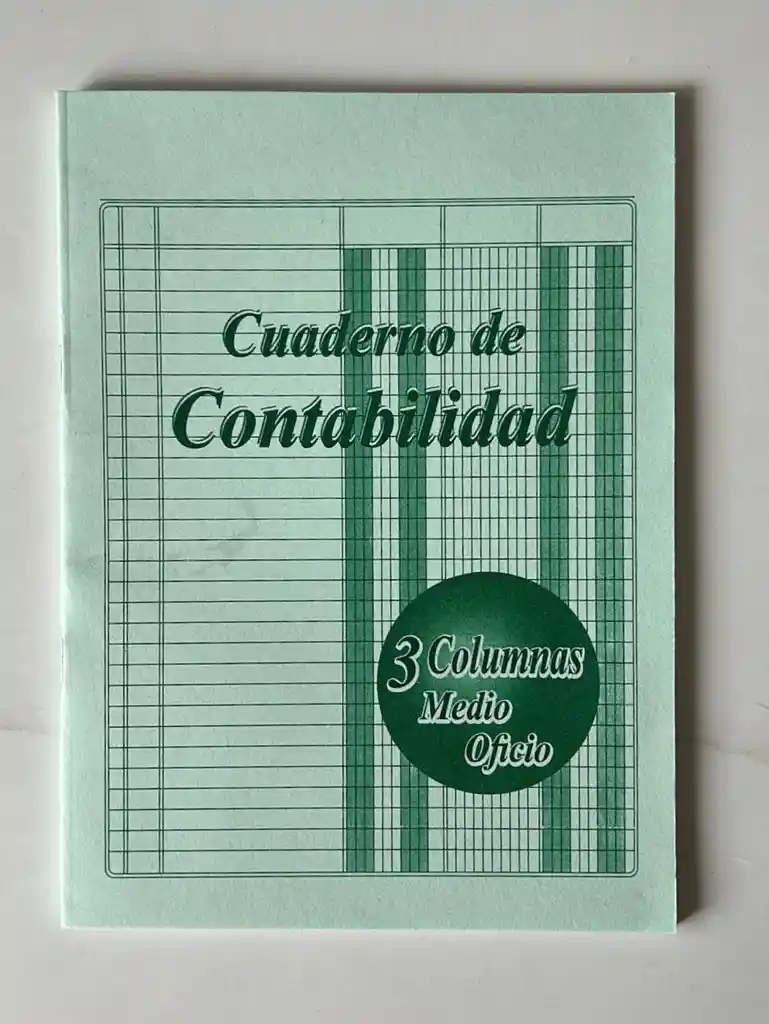 Cuaderno de
Contabilidad
3 Columnas
Medio
Oficio